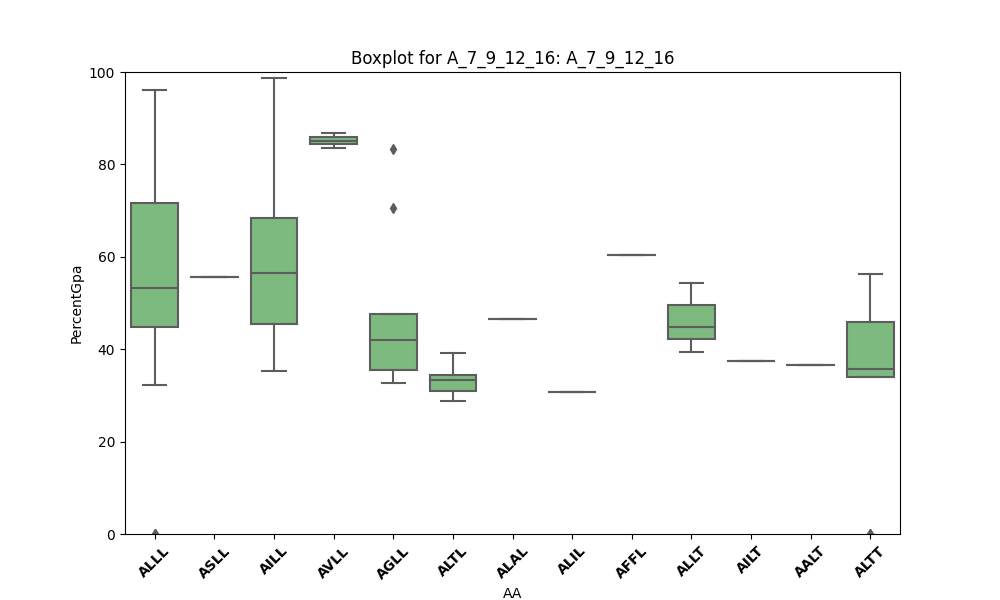 Boxplot for A_7_9_12_16: A_7_9_12_16
100
80
60
40
20
0
PercentGpa
ALLL
ASLL
AILL
AVLL
AGLL
ALTL
ALAL
ALIL
AFFL
ALLT
AILT
AALT
ALTT
AA